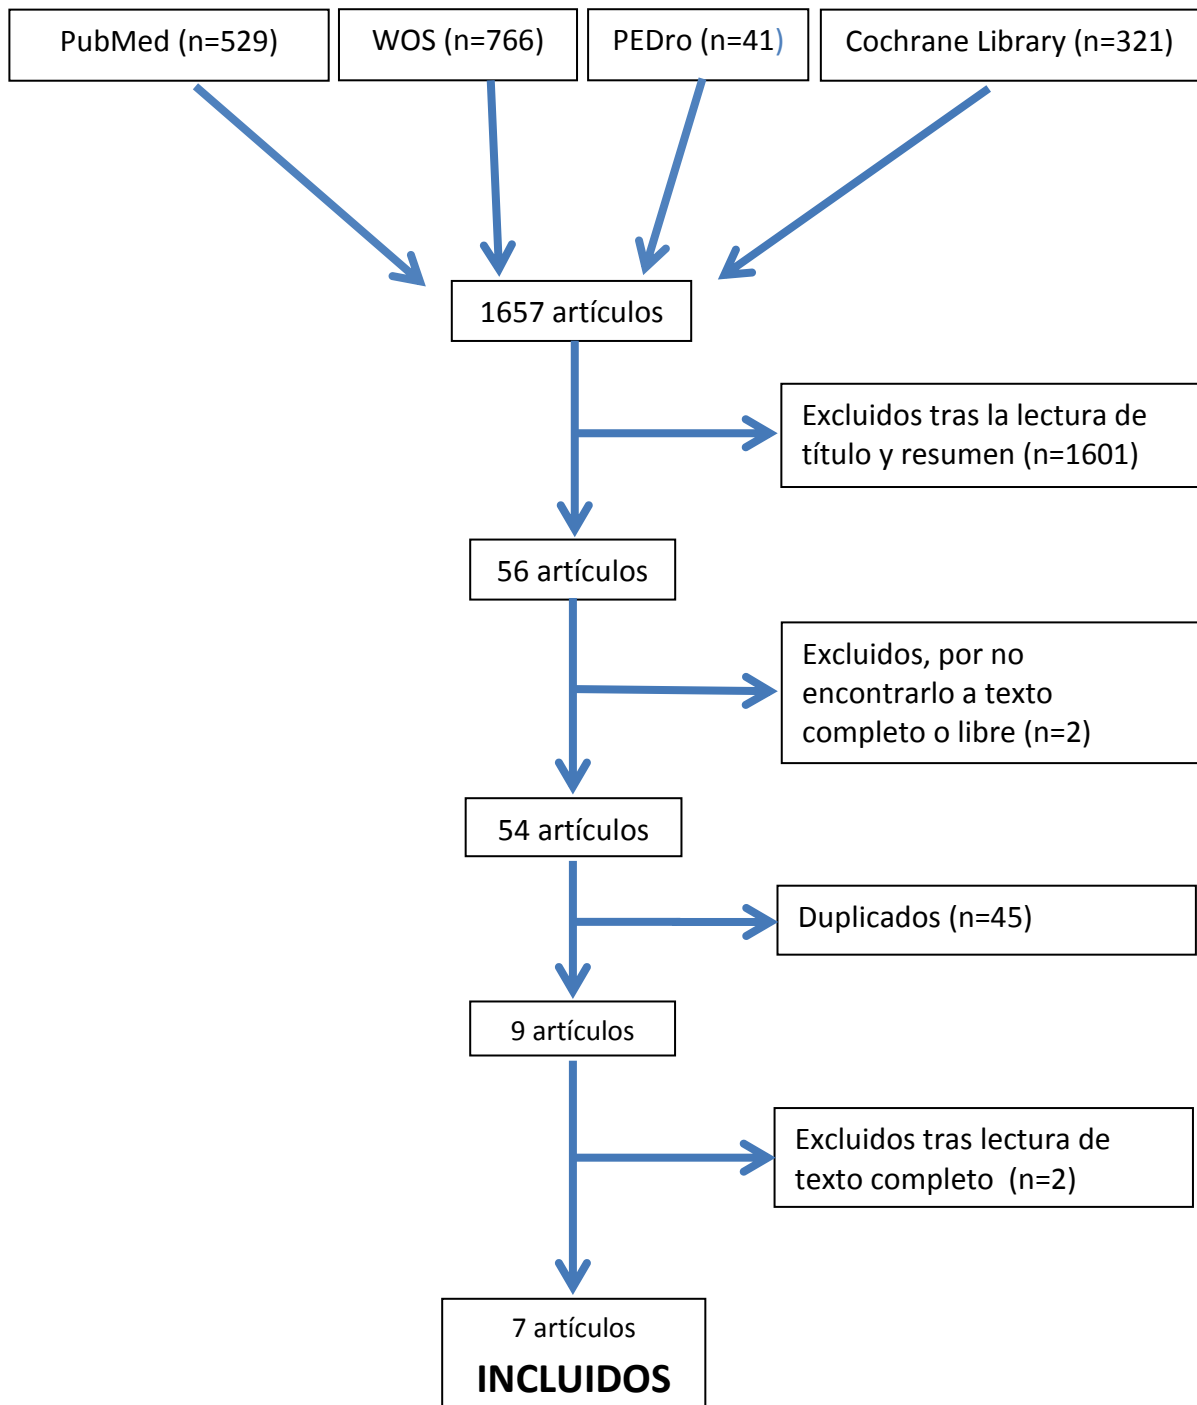 PubMed (n=529)
WOS (n=766)
PEDro (n=41)
Cochrane Library (n=321)
1657 artículos
Excluidos tras la lectura de
título y resumen (n=1601)
56 artículos
Excluidos, por no
encontrarlo a texto
completo o libre (n=2)
54 artículos
Duplicados (n=45)
9 artículos
Excluidos tras lectura de
texto completo (n=2)
7 artículos
INCLUIDOS